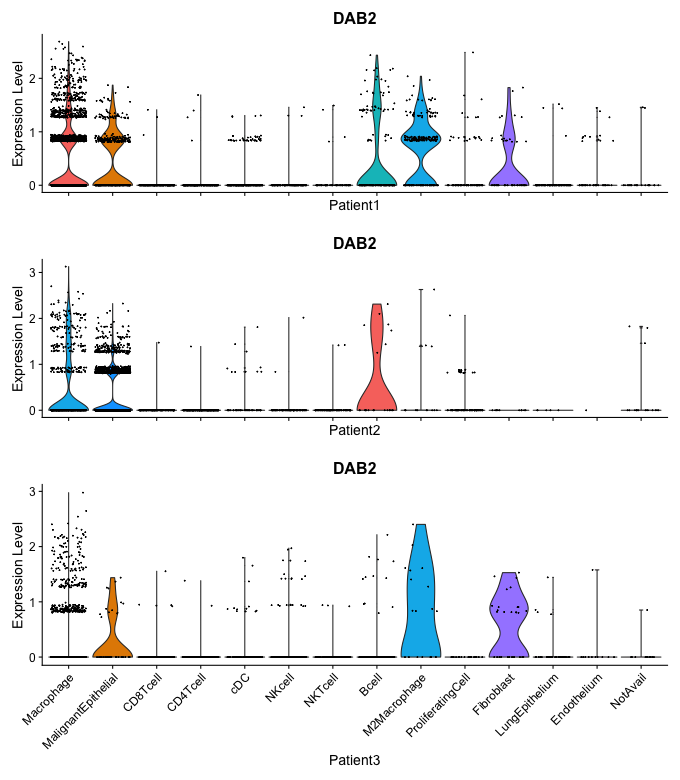 DAB2
Expression Level
2
1
0
Patient1
DAB2
Expression Level
3
2
1
0
Patient2
DAB2
Expression Level
3
2
1
0
Macrophage
MalignantEpithelial
CD8Tcell
CD4Tcell
cDC
NKcell
NKTcell
Bcell
M2Macrophage
ProliferatingCell
Fibroblast
LungEpithelium
Endothelium
NotAvail
Patient3